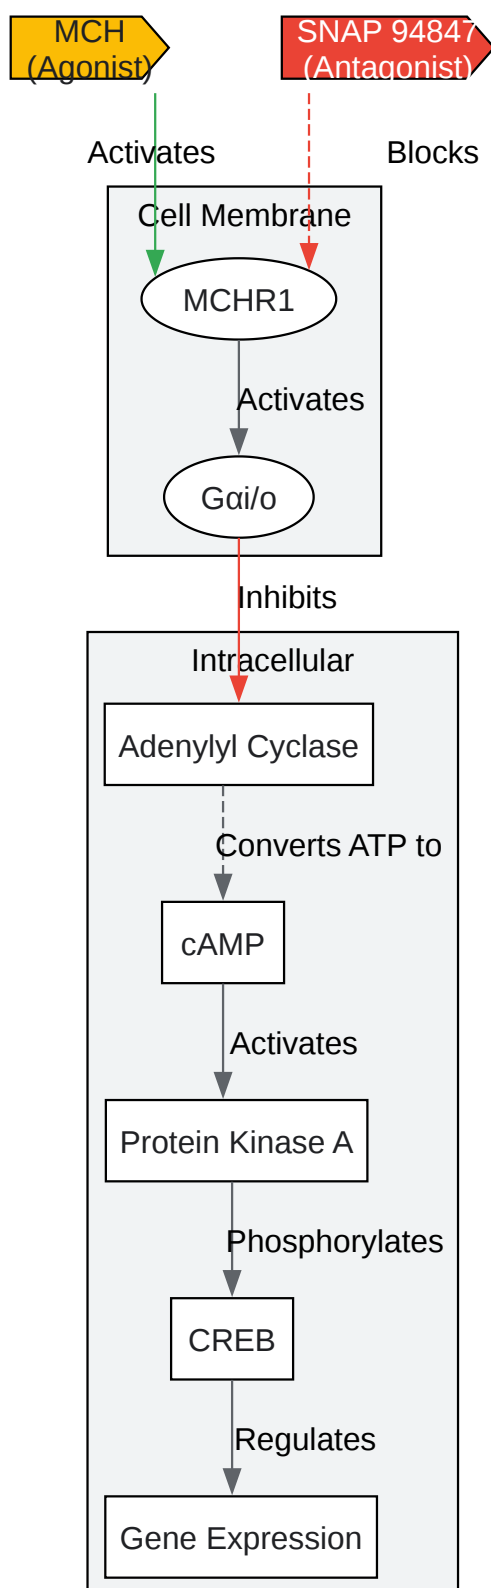 MCH
(Agonist)
SNAP 94847
(Antagonist)
Activates
Blocks
Cell Membrane
MCHR1
Activates
Gαi/o
Inhibits
Intracellular
Adenylyl Cyclase
Converts ATP to
cAMP
Activates
Protein Kinase A
Phosphorylates
CREB
Regulates
Gene Expression